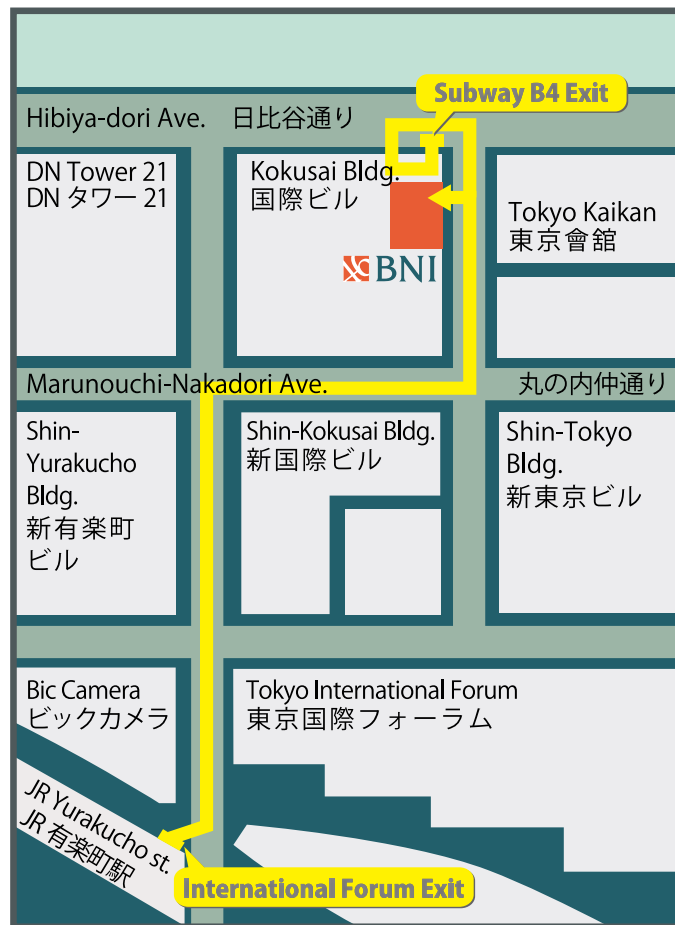 Subway B4 Exit
Hibiya-dori Ave. 日比谷通り
DN Tower 21
DN タワー 21
Kokusai Bldg.
国際ビル
BNI
Tokyo Kaikan
東京會舘
Marunouchi-Nakadori Ave.
丸の内仲通り
Shin-
Yurakucho
Bldg.
新有楽町
ビル
Shin-Kokusai Bldg.
新国際ビル
Shin-Tokyo
Bldg.
新東京ビル
Bic Camera
ビックカメラ
Tokyo International Forum
東京国際フォーラム
JR Yurakucho st.
JR 有楽町駅
International Forum Exit